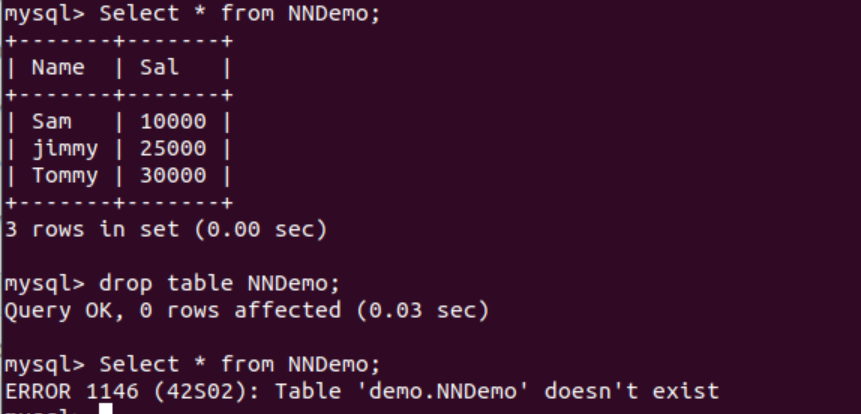 mysql> Select * from NNDemo;
+-------+-------+
| Name  | Sal   |
+-------+-------+
| Sam   | 10000 |
| jimmy | 25000 |
| Tommy | 30000 |
+-------+-------+
3 rows in set (0.00 sec)
mysql> drop table NNDemo;
Query OK, 0 rows affected (0.03 sec)
mysql> Select * from NNDemo;
ERROR 1146 (42S02): Table 'demo.NNDemo' doesn't exist
mysql>